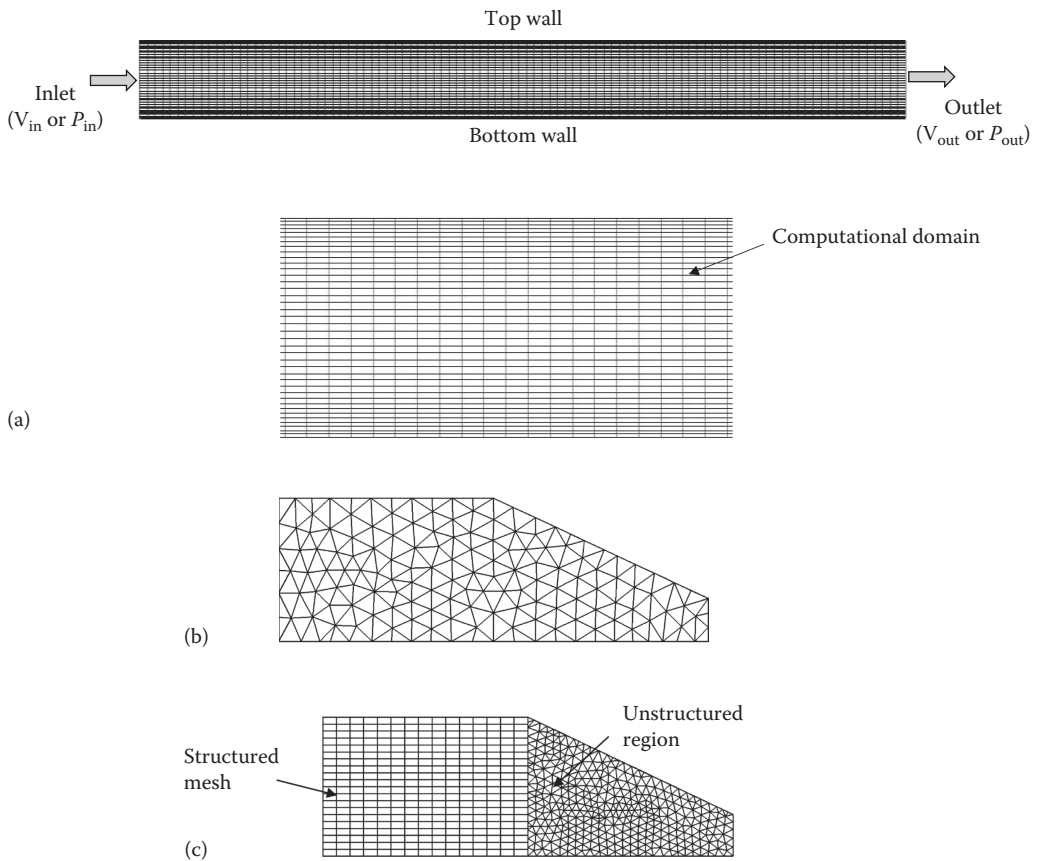 Top wall
Inlet
(V_in or P_in)
Outlet
(V_out or P_out)
Bottom wall
Computational domain
(a)
(b)
Unstructured
region
Structured
mesh
(c)